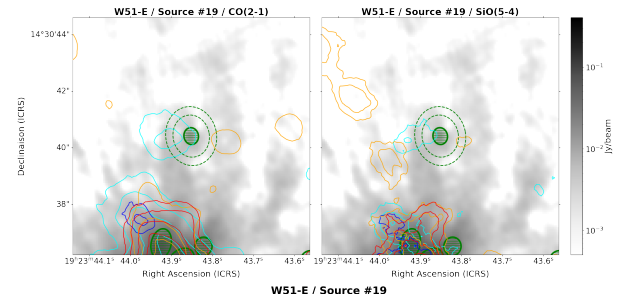 W51-E / Source #19 / CO(2-1)
W51-E / Source #19 / SiO(5-4)
14°30'44"
42"
40"
38"
Declinaison (ICRS)
19ʰ23ᵐ44.1ˢ 44.0ˢ 43.9ˢ 43.8ˢ 43.7ˢ 43.6ˢ
19ʰ23ᵐ44.1ˢ 44.0ˢ 43.9ˢ 43.8ˢ 43.7ˢ 43.6ˢ
Right Ascension (ICRS)
Right Ascension (ICRS)
10⁻¹
10⁻²
10⁻³
Jy/beam
W51-E / Source #19